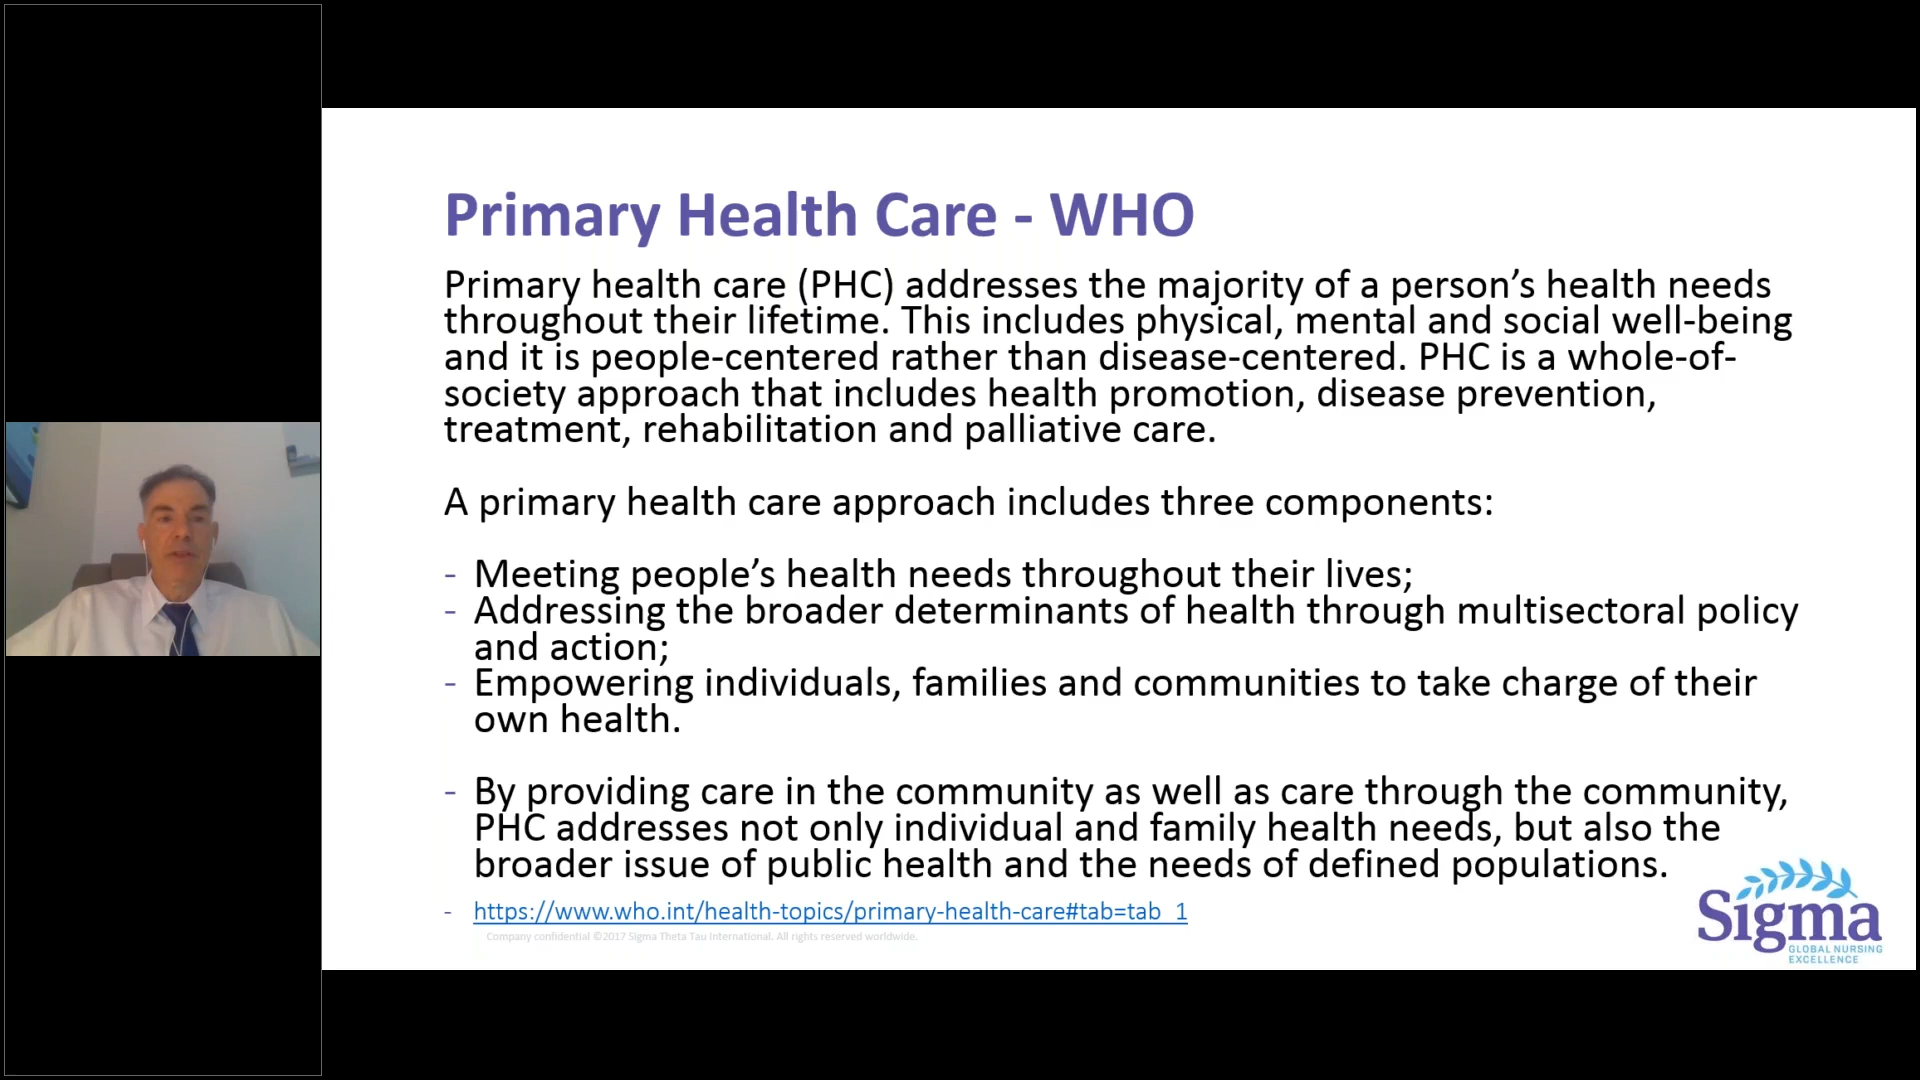 Primary Health Care - WHO
Primary health care (PHC) addresses the majority of a person’s health needs
throughout their lifetime. This includes physical, mental and social well-being
and it is people-centered rather than disease-centered. PHC is a whole-of-
society approach that includes health promotion, disease prevention,
treatment, rehabilitation and palliative care.
A primary health care approach includes three components:
- Meeting people’s health needs throughout their lives;
- Addressing the broader determinants of health through multisectoral policy
and action;
- Empowering individuals, families and communities to take charge of their
own health.
- By providing care in the community as well as care through the community,
PHC addresses not only individual and family health needs, but also the
broader issue of public health and the needs of defined populations.
- https://www.who.int/health-topics/primary-health-care#tab=tab_1
Company confidential ©2017 Sigma Theta Tau International. All rights reserved worldwide.
Sigma
GLOBAL NURSING
EXCELLENCE